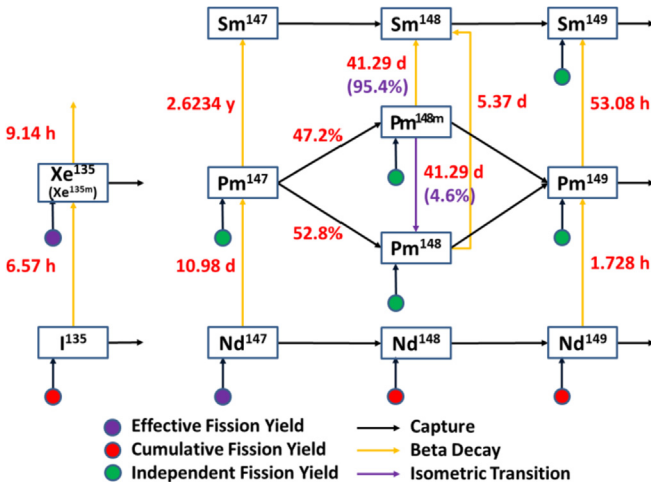 Sm¹⁴⁷ Sm¹⁴⁸ Sm¹⁴⁹
41.29 d
(95.4%)
5.37 d
2.6234 y
53.08 h
9.14 h
47.2%
Pm¹⁴⁸ᵐ
Xe¹³⁵
(Xe¹³⁵ᵐ)
Pm¹⁴⁷
41.29 d
(4.6%)
Pm¹⁴⁹
52.8%
Pm¹⁴⁸
6.57 h
10.98 d
1.728 h
I¹³⁵ Nd¹⁴⁷ Nd¹⁴⁸ Nd¹⁴⁹
Effective Fission Yield
Cumulative Fission Yield
Independent Fission Yield
Capture
Beta Decay
Isometric Transition